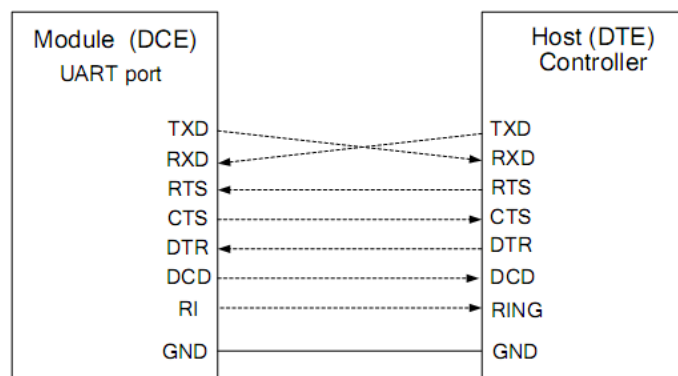 Module (DCE)
UART port
TXD
RXD
RTS
CTS
DTR
DCD
RI
GND
Host (DTE)
Controller
TXD
RXD
RTS
CTS
DTR
DCD
RING
GND